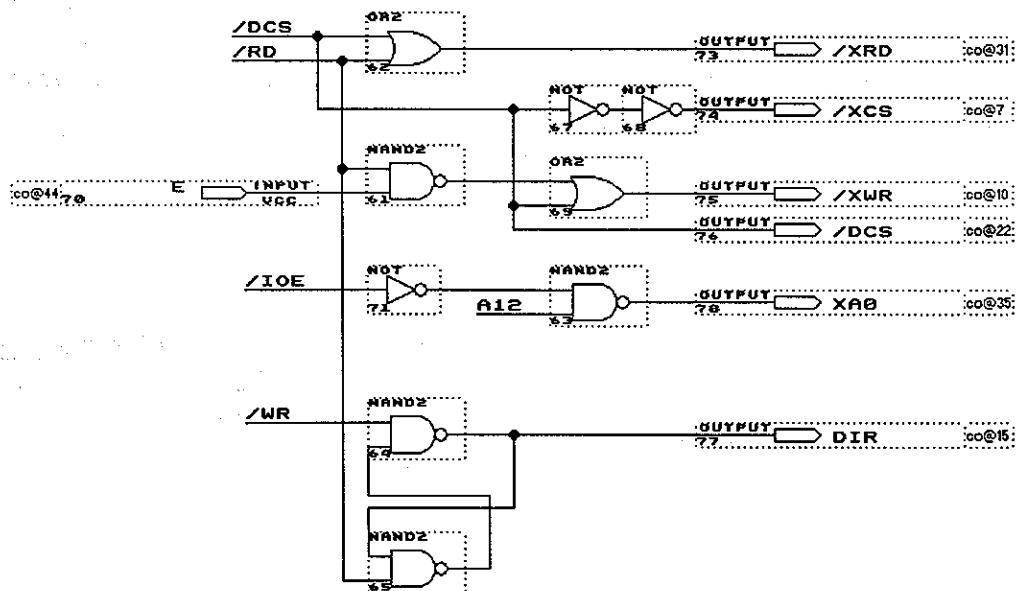 /DCS
/RD
OR2
62
OUTPUT
73
/XRD
co@31
NOT
67
NOT
68
OUTPUT
74
/XCS
co@7
NAND2
61
OR2
69
co@44
70
E
INPUT
VCC
OUTPUT
75
/XWR
co@10
OUTPUT
76
/DCS
co@22
/IOE
NOT
71
A12
NAND2
63
OUTPUT
78
XA0
co@35
/WR
NAND2
64
OUTPUT
77
DIR
co@15
NAND2
65